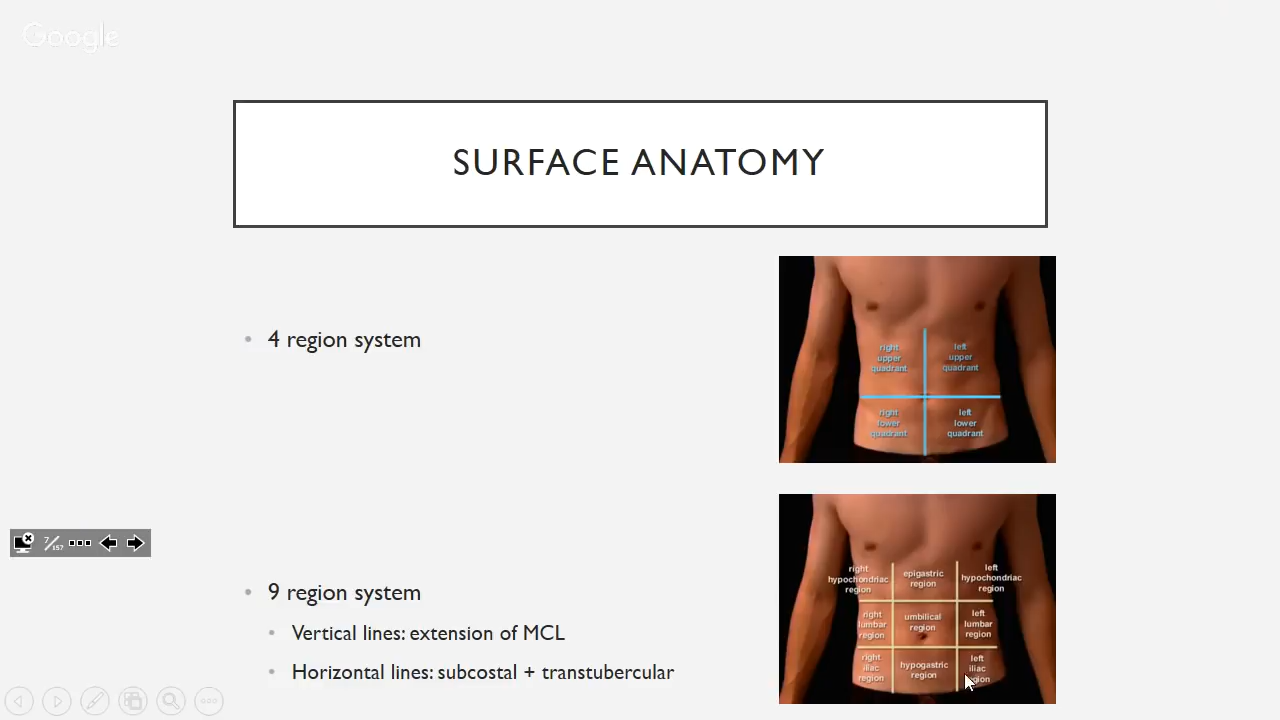 Google
SURFACE ANATOMY
• 4 region system
right
upper
quadrant
left
upper
quadrant
right
lower
quadrant
left
lower
quadrant
7/157
• 9 region system
• Vertical lines: extension of MCL
• Horizontal lines: subcostal + transtubercular
right
hypochondriac
region
epigastric
region
left
hypochondriac
region
right
lumbar
region
umbilical
region
left
lumbar
region
right
iliac
region
hypogastric
region
left
iliac
region